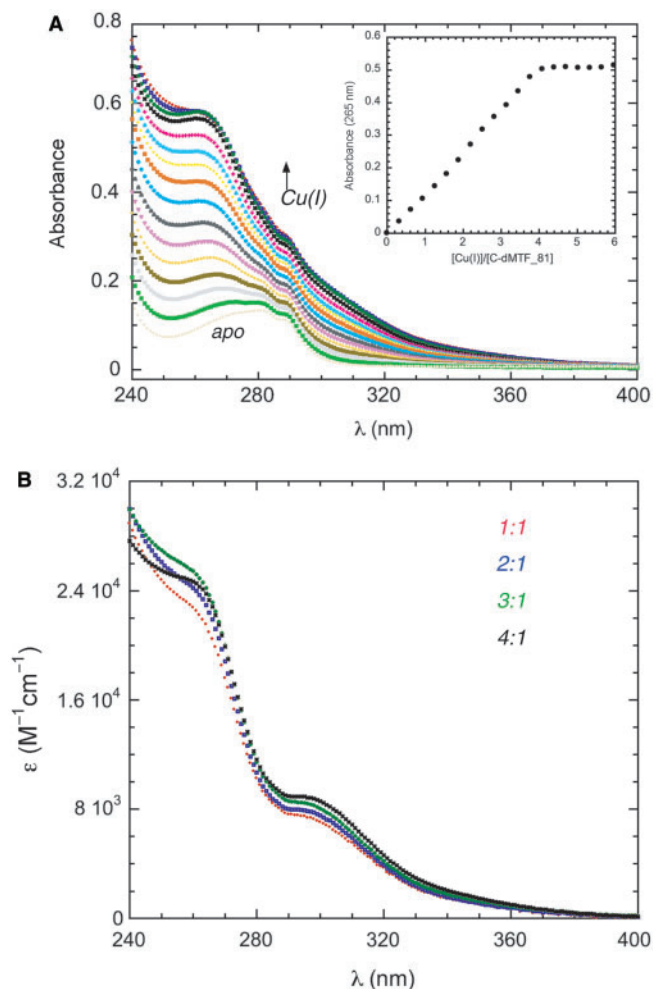 A
0.8
0.6
0.4
0.2
0
Absorbance
Cu(I)
apo
240 280 320 360 400
λ (nm)
0.6
0.5
0.4
0.3
0.2
0.1
0
Absorbance (265 nm)
0 1 2 3 4 5 6
[Cu(I)]/[C-dMTF_81]
B
3.2 10⁴
2.4 10⁴
1.6 10⁴
8 10³
0
ε (M⁻¹cm⁻¹)
1:1
2:1
3:1
4:1
240 280 320 360 400
λ (nm)